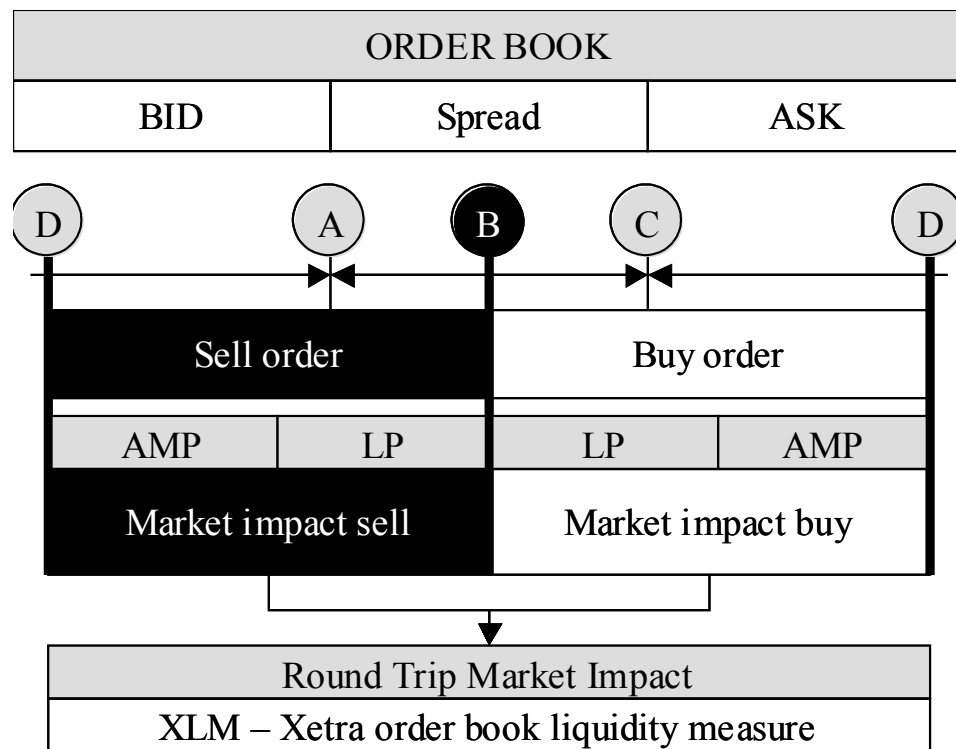 ORDER BOOK
BID Spread ASK
D A B C D
Sell order Buy order
AMP LP LP AMP
Market impact sell Market impact buy
Round Trip Market Impact
XLM – Xetra order book liquidity measure